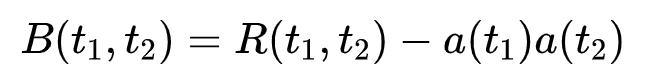 B(t₁, t₂) = R(t₁, t₂) − a(t₁)a(t₂)